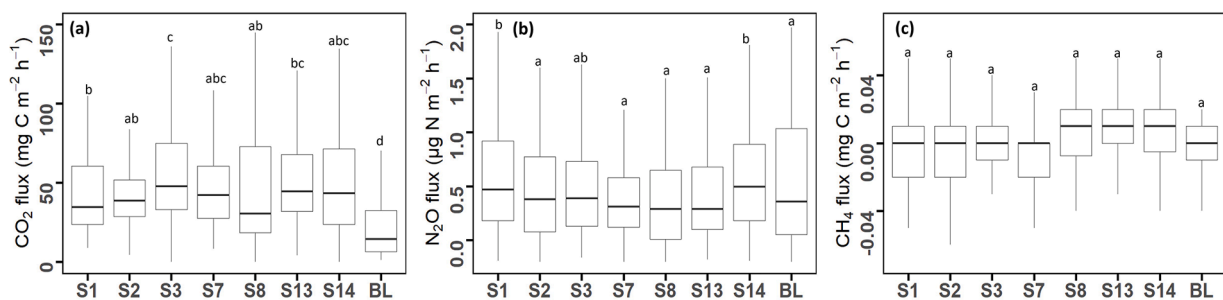 (a)
CO₂ flux (mg C m⁻² h⁻¹)
150
100
50
0
b
ab
c
abc
ab
bc
abc
d
S1 S2 S3 S7 S8 S13 S14 BL
(b)
N₂O flux (µg N m⁻² h⁻¹)
2.0
1.5
1.0
0.5
0.0
b
a
ab
a
a
a
b
a
S1 S2 S3 S7 S8 S13 S14 BL
(c)
CH₄ flux (mg C m⁻² h⁻¹)
0.04
0.00
-0.04
a
a
a
a
a
a
a
a
S1 S2 S3 S7 S8 S13 S14 BL